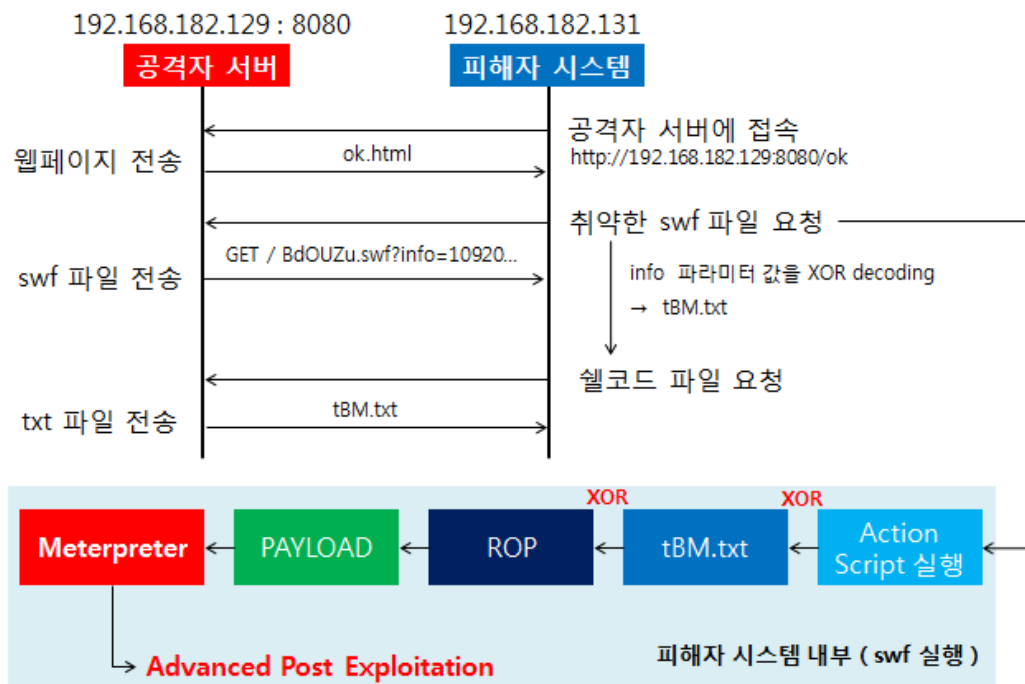 192.168.182.129 : 8080
192.168.182.131
공격자 서버
피해자 시스템
공격자 서버에 접속
http://192.168.182.129:8080/ok
웹페이지 전송
ok.html
취약한 swf 파일 요청
GET / BdOUZu.swf?info=10920...
swf 파일 전송
info 파라미터 값을 XOR decoding
→ tBM.txt
쉘코드 파일 요청
txt 파일 전송
tBM.txt
XOR
XOR
Meterpreter
PAYLOAD
ROP
tBM.txt
Action
Script 실행
Advanced Post Exploitation
피해자 시스템 내부 ( swf 실행 )